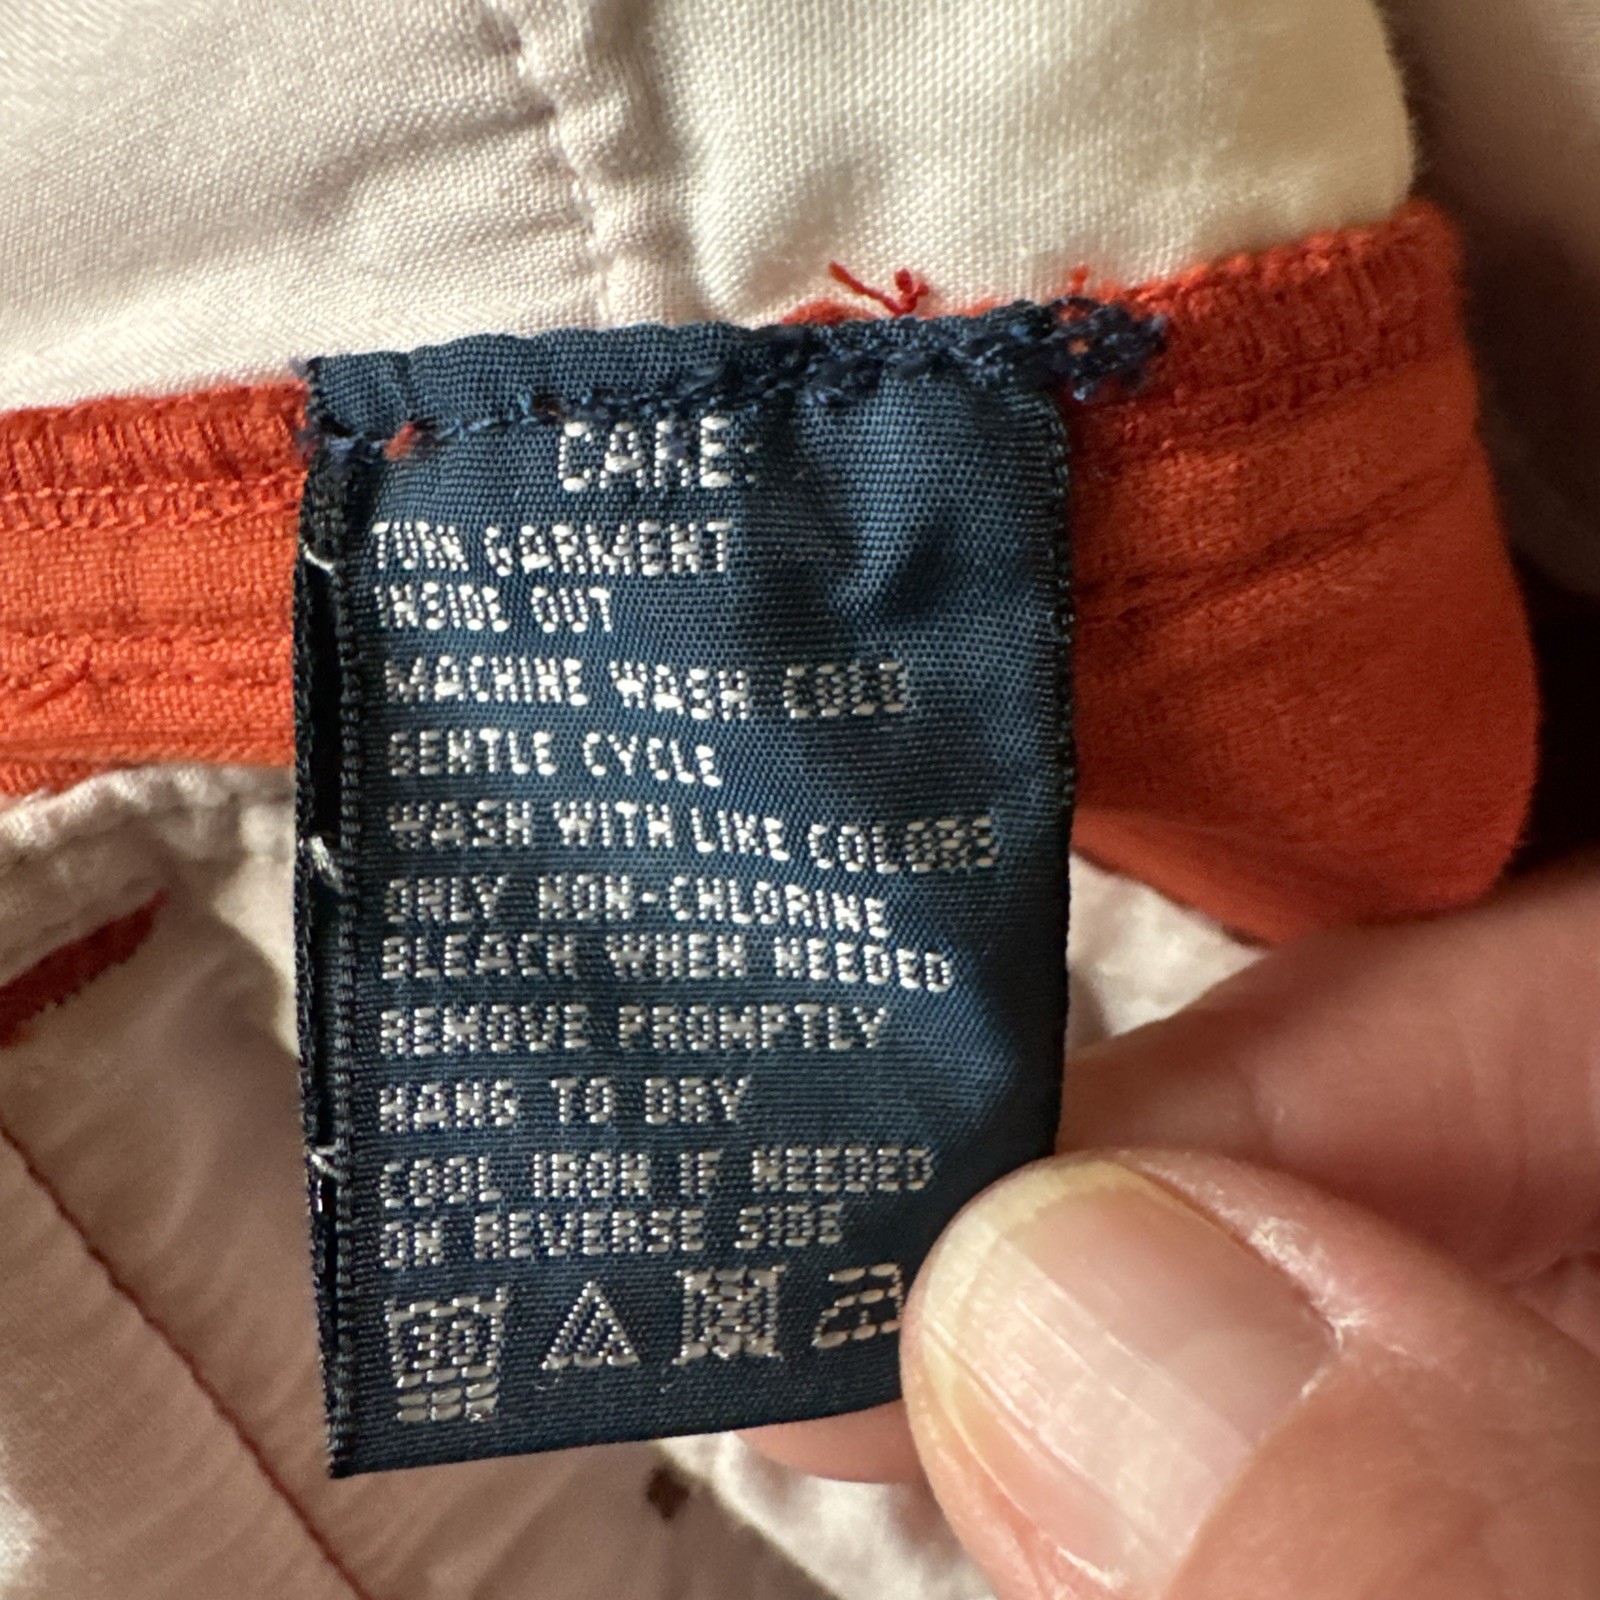 CARE:
TURN GARMENT
INSIDE OUT
MACHINE WASH COLD
GENTLE CYCLE
WASH WITH LIKE COLORS
ONLY NON-CHLORINE
BLEACH WHEN NEEDED
REMOVE PROMPTLY
HANG TO DRY
COOL IRON IF NEEDED
ON REVERSE SIDE
30